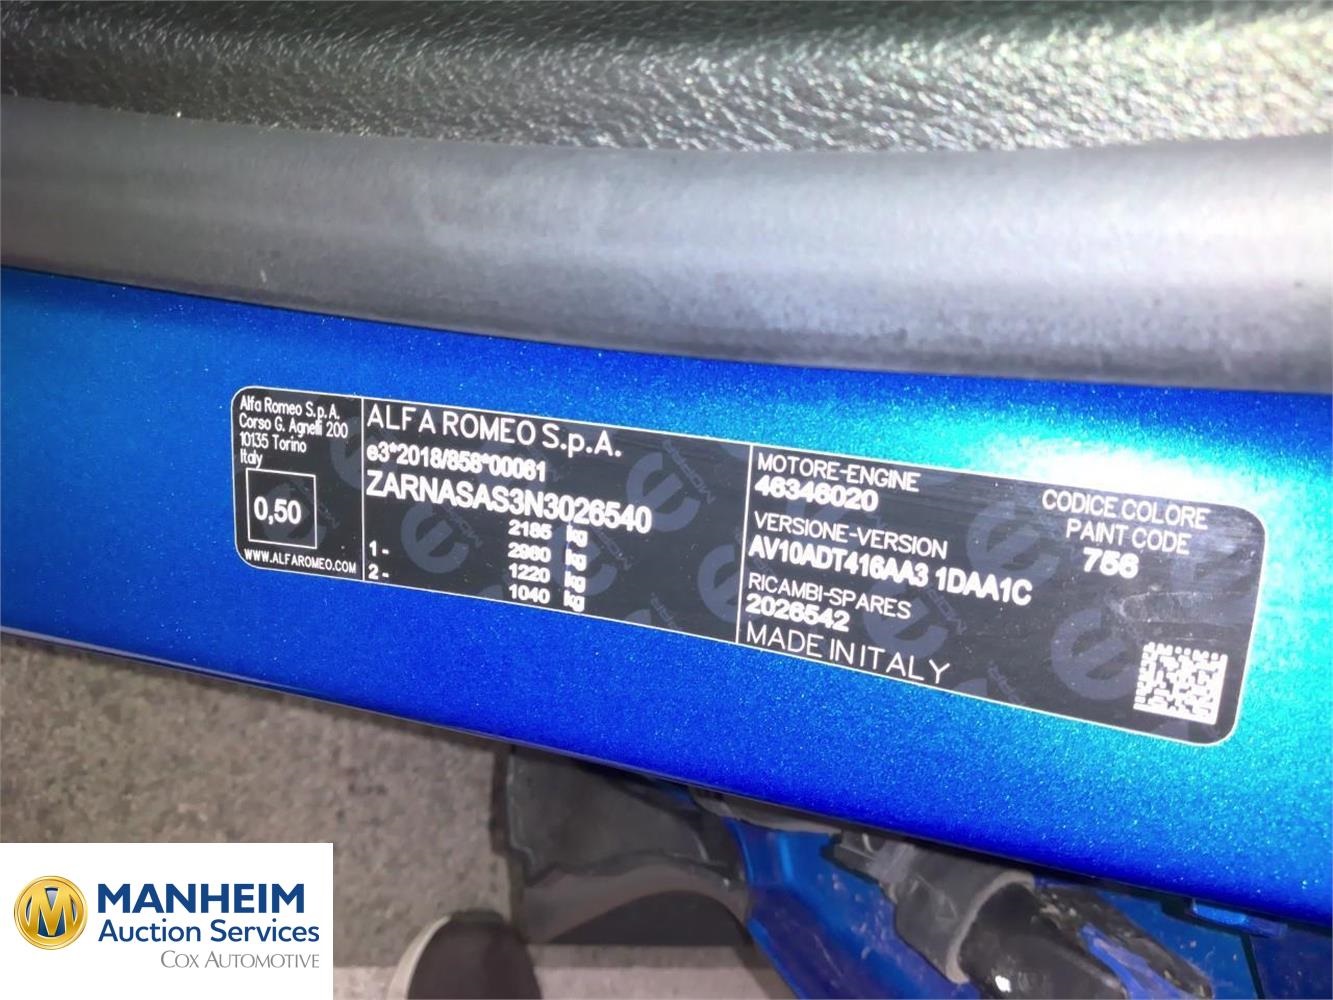 Alfa Romeo S.p.A.
Corso G. Agnelli 200
10135 Torino
Italy
0,50
WWW.ALFAROMEO.COM
ALFA ROMEO S.p.A.
e3*2018/858*00061
ZARNASAS3N3026540
2185 kg
2960 kg
1- 1220 kg
2- 1040 kg
MOTORE-ENGINE
46346020
VERSIONE-VERSION
AV10ADT416AA3 1DAA1C
RICAMBI-SPARES
2026542
MADE IN ITALY
CODICE COLORE
PAINT CODE
756
MANHEIM
Auction Services
COX AUTOMOTIVE